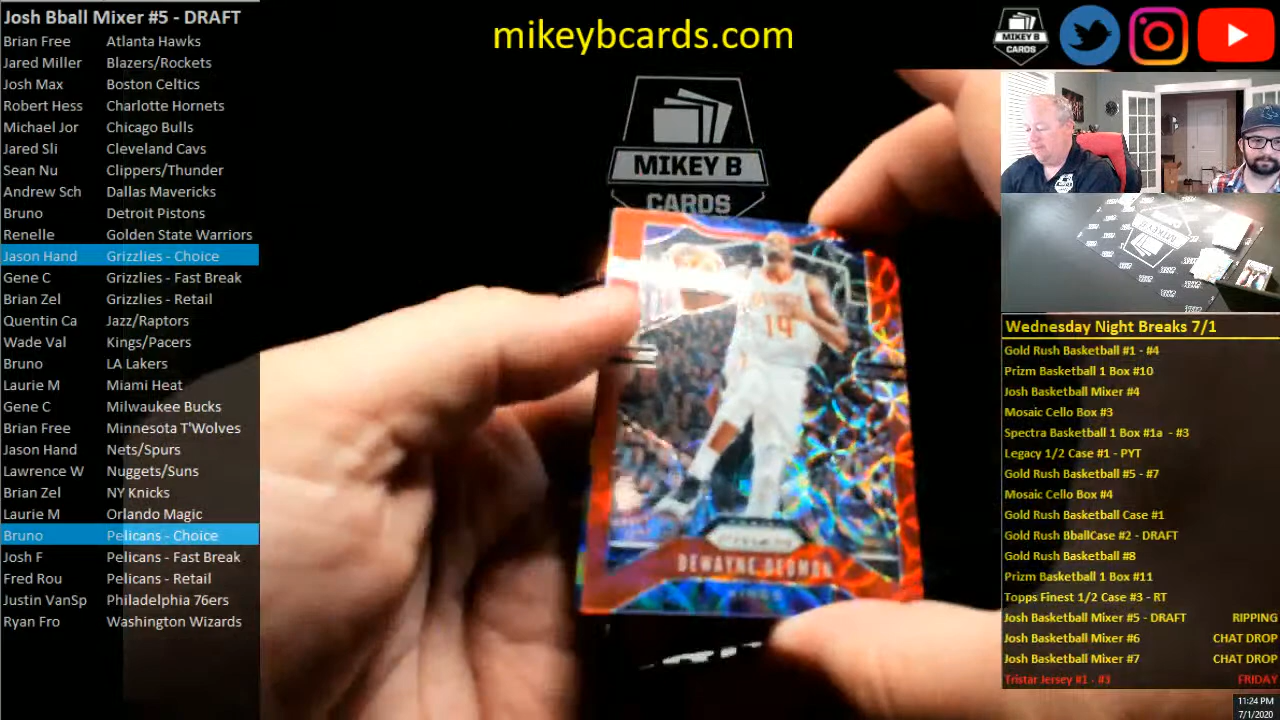 Josh Bball Mixer #5 - DRAFT
Brian Free Atlanta Hawks
Jared Miller Blazers/Rockets
Josh Max Boston Celtics
Robert Hess Charlotte Hornets
Michael Jor Chicago Bulls
Jared Sli Cleveland Cavs
Sean Nu Clippers/Thunder
Andrew Sch Dallas Mavericks
Bruno Detroit Pistons
Renelle Golden State Warriors
Jason Hand Grizzlies - Choice
Gene C Grizzlies - Fast Break
Brian Zel Grizzlies - Retail
Quentin Ca Jazz/Raptors
Wade Val Kings/Pacers
Bruno LA Lakers
Laurie M Miami Heat
Gene C Milwaukee Bucks
Brian Free Minnesota T'Wolves
Jason Hand Nets/Spurs
Lawrence W Nuggets/Suns
Brian Zel NY Knicks
Laurie M Orlando Magic
Bruno Pelicans - Choice
Josh F Pelicans - Fast Break
Fred Rou Pelicans - Retail
Justin VanSp Philadelphia 76ers
Ryan Fro Washington Wizards
mikeybcards.com
MIKEY B
CARDS
14
PRIZM
DEWAYNE DEDMON
KINGS
MIKEY B
CARDS
Wednesday Night Breaks 7/1
Gold Rush Basketball #1 - #4
Prizm Basketball 1 Box #10
Josh Basketball Mixer #4
Mosaic Cello Box #3
Spectra Basketball 1 Box #1a - #3
Legacy 1/2 Case #1 - PYT
Gold Rush Basketball #5 - #7
Mosaic Cello Box #4
Gold Rush Basketball Case #1
Gold Rush BballCase #2 - DRAFT
Gold Rush Basketball #8
Prizm Basketball 1 Box #11
Topps Finest 1/2 Case #3 - RT
Josh Basketball Mixer #5 - DRAFT RIPPING
Josh Basketball Mixer #6 CHAT DROP
Josh Basketball Mixer #7 CHAT DROP
Tristar Jersey #1 - #3 FRIDAY
11:24 PM
7/1/2020